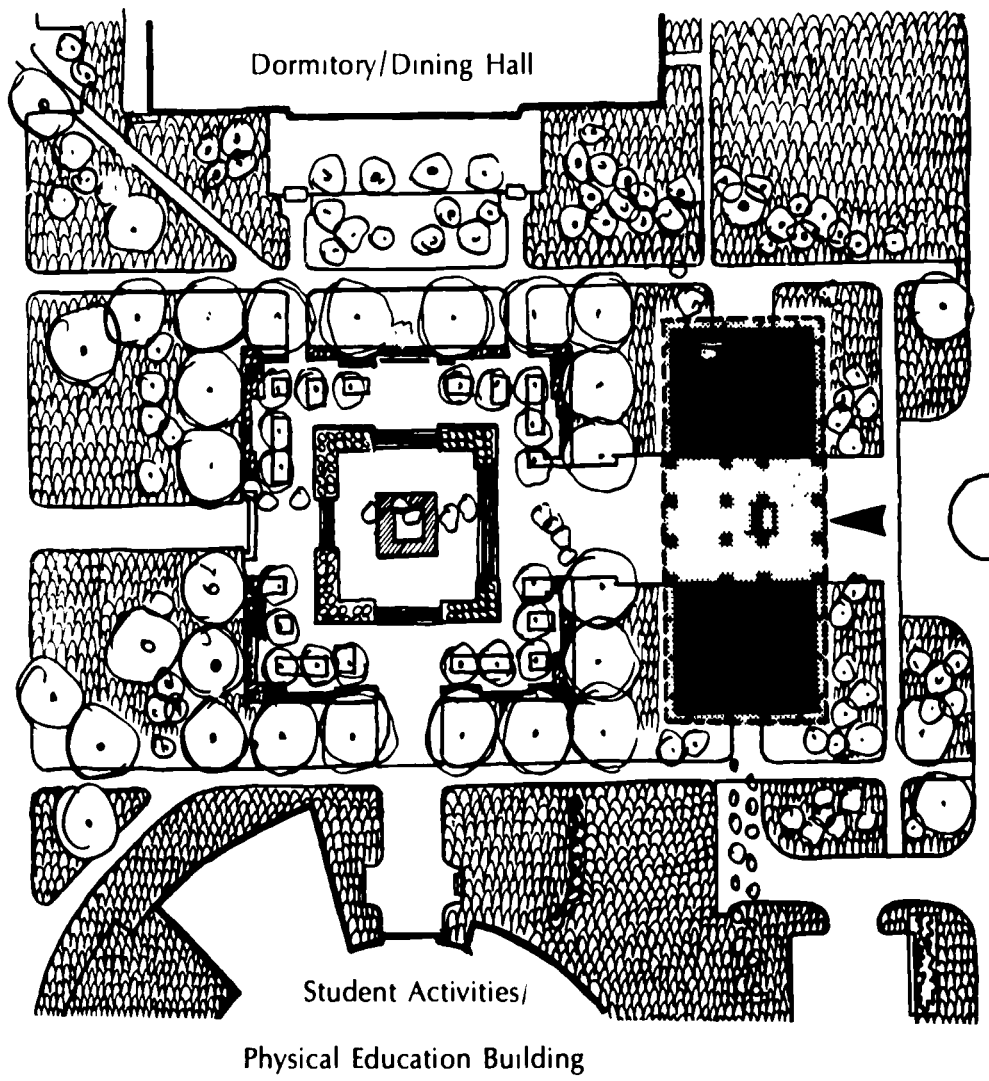 Dormitory/Dining Hall
Student Activities/
Physical Education Building